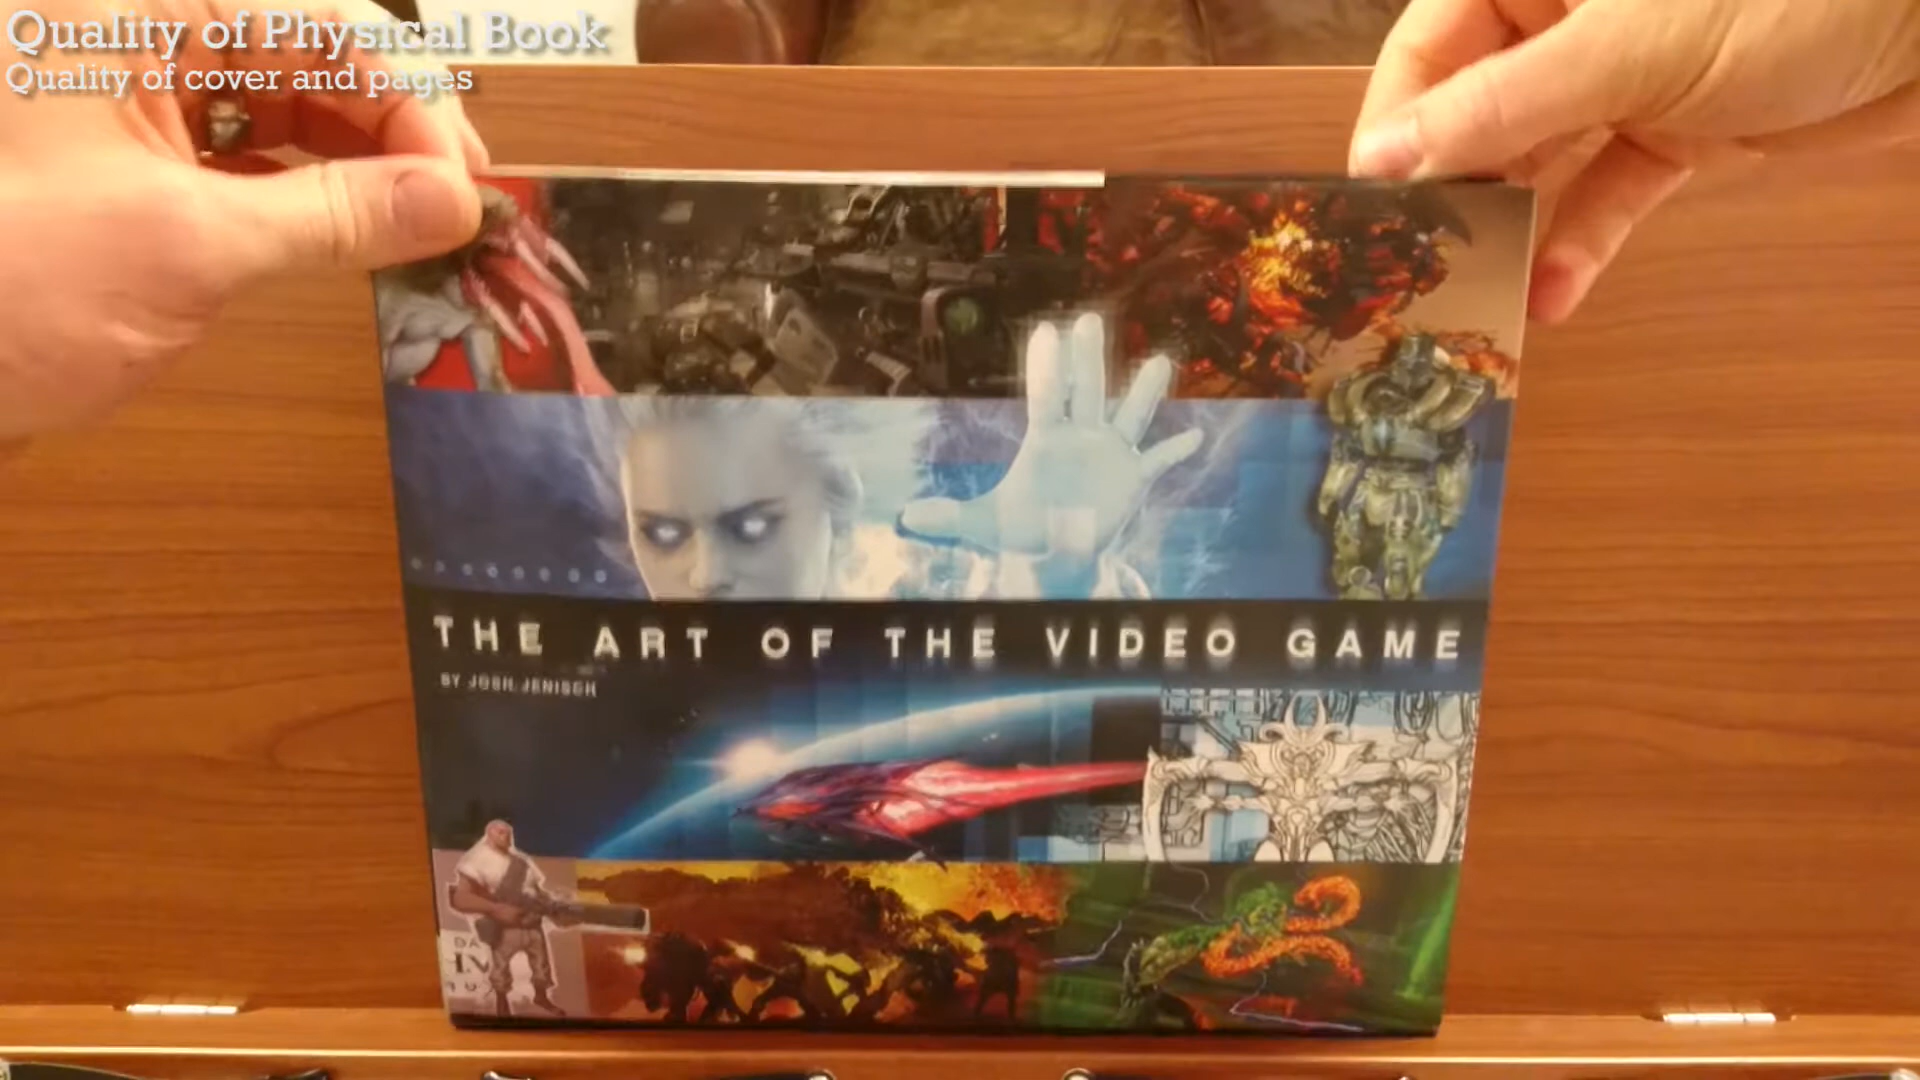 Quality of Physical Book
Quality of cover and pages
THE ART OF THE VIDEO GAME
BY JOSH JENISCH